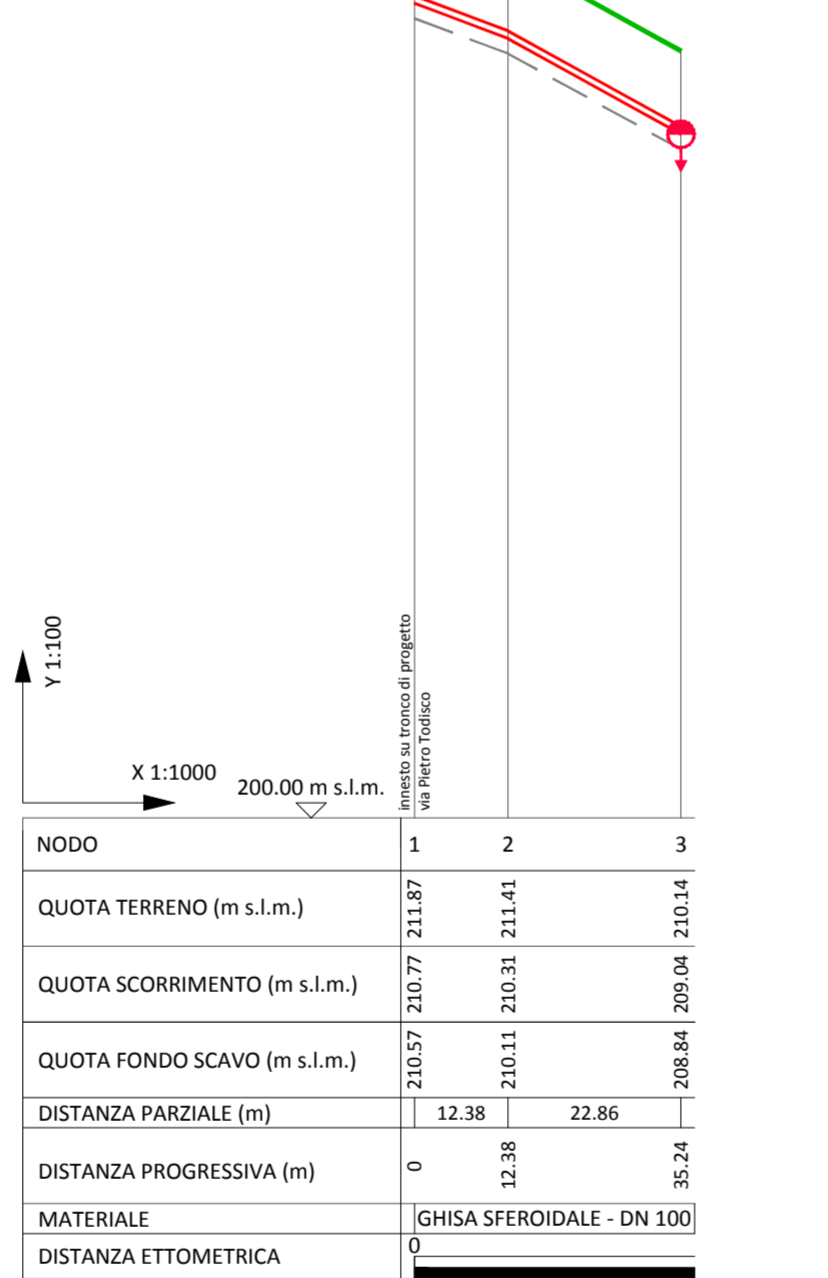 Y 1:100
X 1:1000
200.00 m s.l.m.
innesto su tronco di progetto
via Pietro Todisco
NODO 1 2 3
QUOTA TERRENO (m s.l.m.) 211.87 211.41 210.14
QUOTA SCORRIMENTO (m s.l.m.) 210.77 210.31 209.04
QUOTA FONDO SCAVO (m s.l.m.) 210.57 210.11 208.84
DISTANZA PARZIALE (m) 12.38 22.86
DISTANZA PROGRESSIVA (m) 0 12.38 35.24
MATERIALE GHISA SFEROIDALE - DN 100
DISTANZA ETTOMETRICA 0